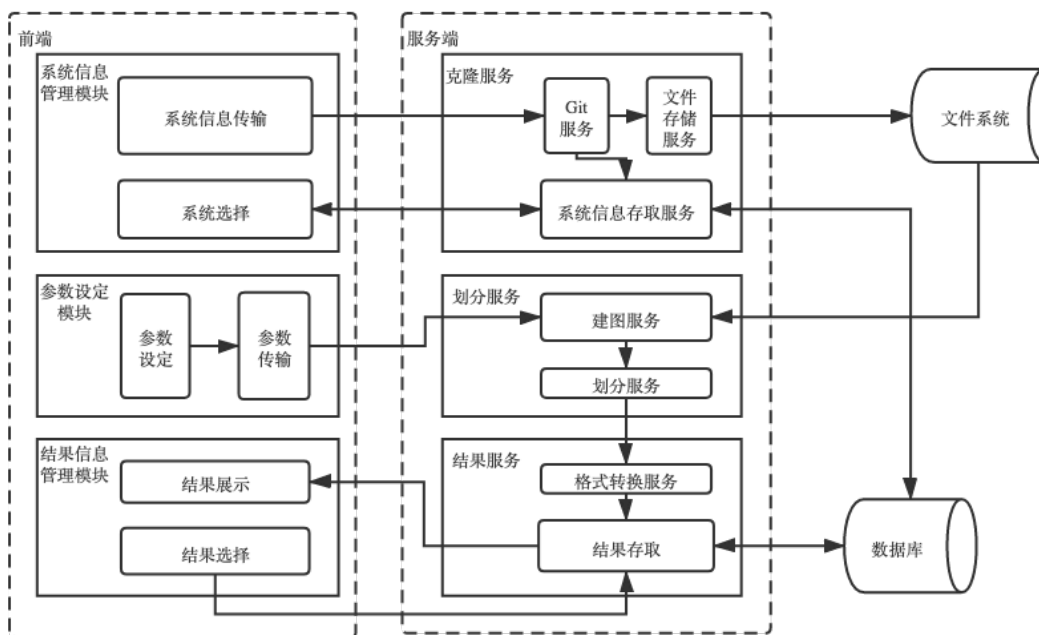 前端
系统信息
管理模块
系统信息传输
系统选择
参数设定
模块
参数
设定
参数
传输
结果信息
管理模块
结果展示
结果选择
服务端
克隆服务
Git
服务
文件
存储
服务
系统信息存取服务
划分服务
建图服务
划分服务
结果服务
格式转换服务
结果存取
文件系统
数据库